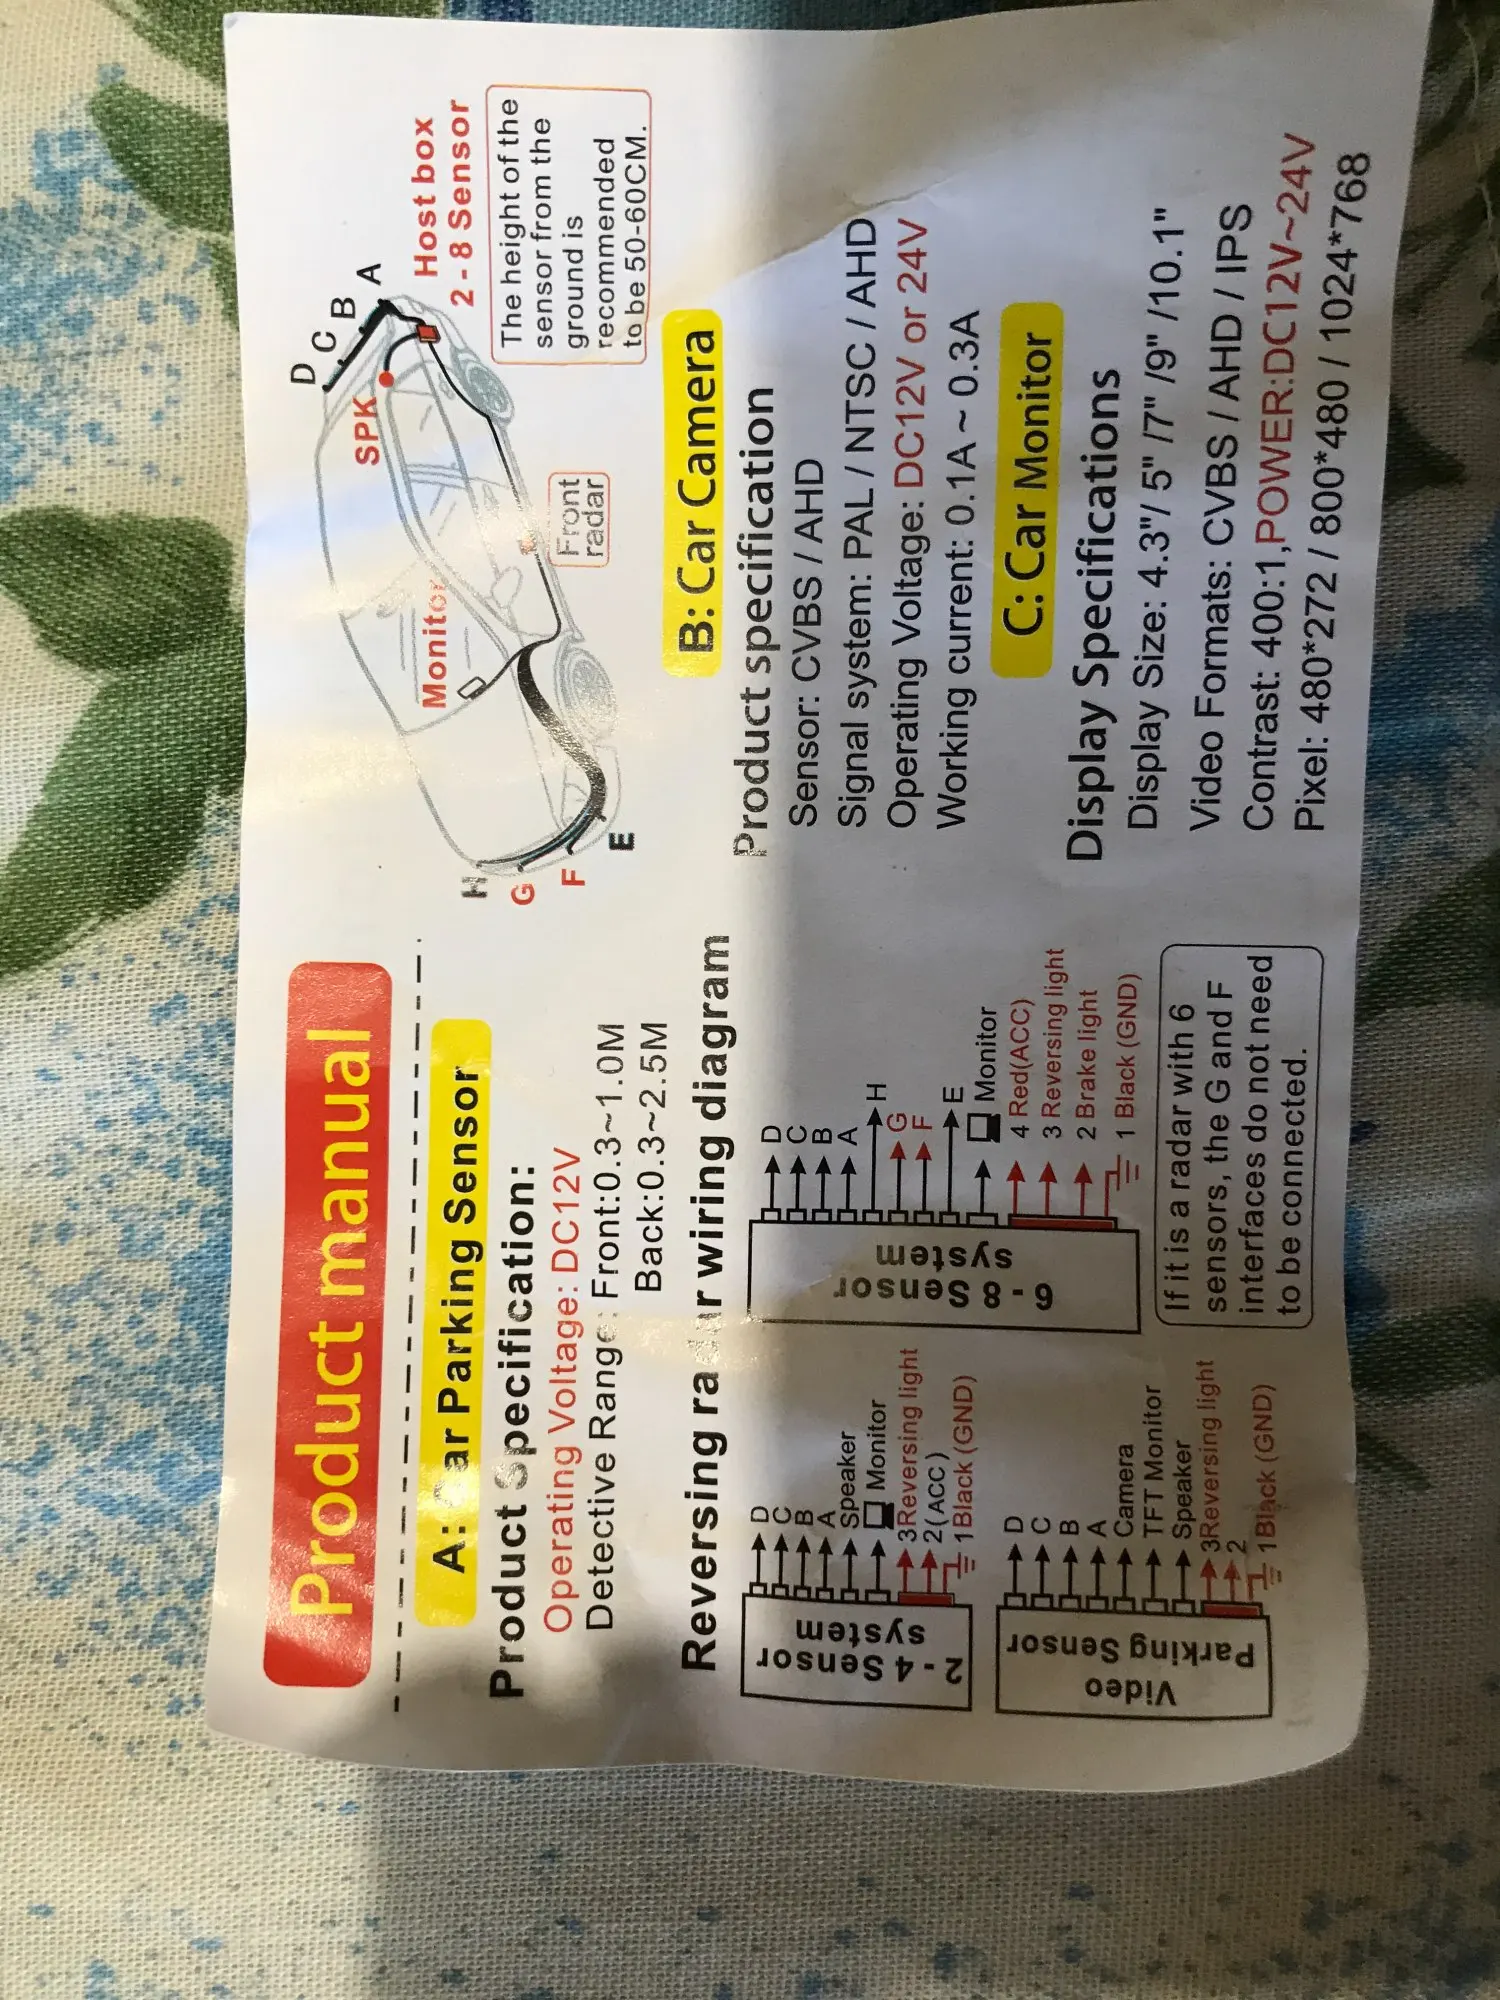 Product manual
A: Car Parking Sensor
Product Specification:
Operating Voltage: DC12V
Detective Range: Front:0.3~1.0M
Back:0.3~2.5M
Reversing radar wiring diagram
2 - 4 Sensor
system
D
C
B
A
Speaker
Monitor
3Reversing light
2(ACC)
1Black (GND)
Video
Parking Sensor
D
C
B
A
Camera
TFT Monitor
Speaker
3Reversing light
2
1Black (GND)
6 - 8 Sensor
system
D
C
B
A
H
G
F
E
Monitor
4 Red(ACC)
3 Reversing light
2 Brake light
1 Black (GND)
If it is a radar with 6
sensors, the G and F
interfaces do not need
to be connected.
D
C
B
A
SPK
Host box
2 - 8 Sensor
Monitor
Front
radar
H
G
F
E
The height of the
sensor from the
ground is
recommended
to be 50-60CM.
B: Car Camera
Product specification
Sensor: CVBS / AHD
Signal system: PAL / NTSC / AHD
Operating Voltage: DC12V or 24V
Working current: 0.1A ~ 0.3A
C: Car Monitor
Display Specifications
Display Size: 4.3"/ 5" /7" /9" /10.1"
Video Formats: CVBS / AHD / IPS
Contrast: 400:1,POWER:DC12V~24V
Pixel: 480*272 / 800*480 / 1024*768